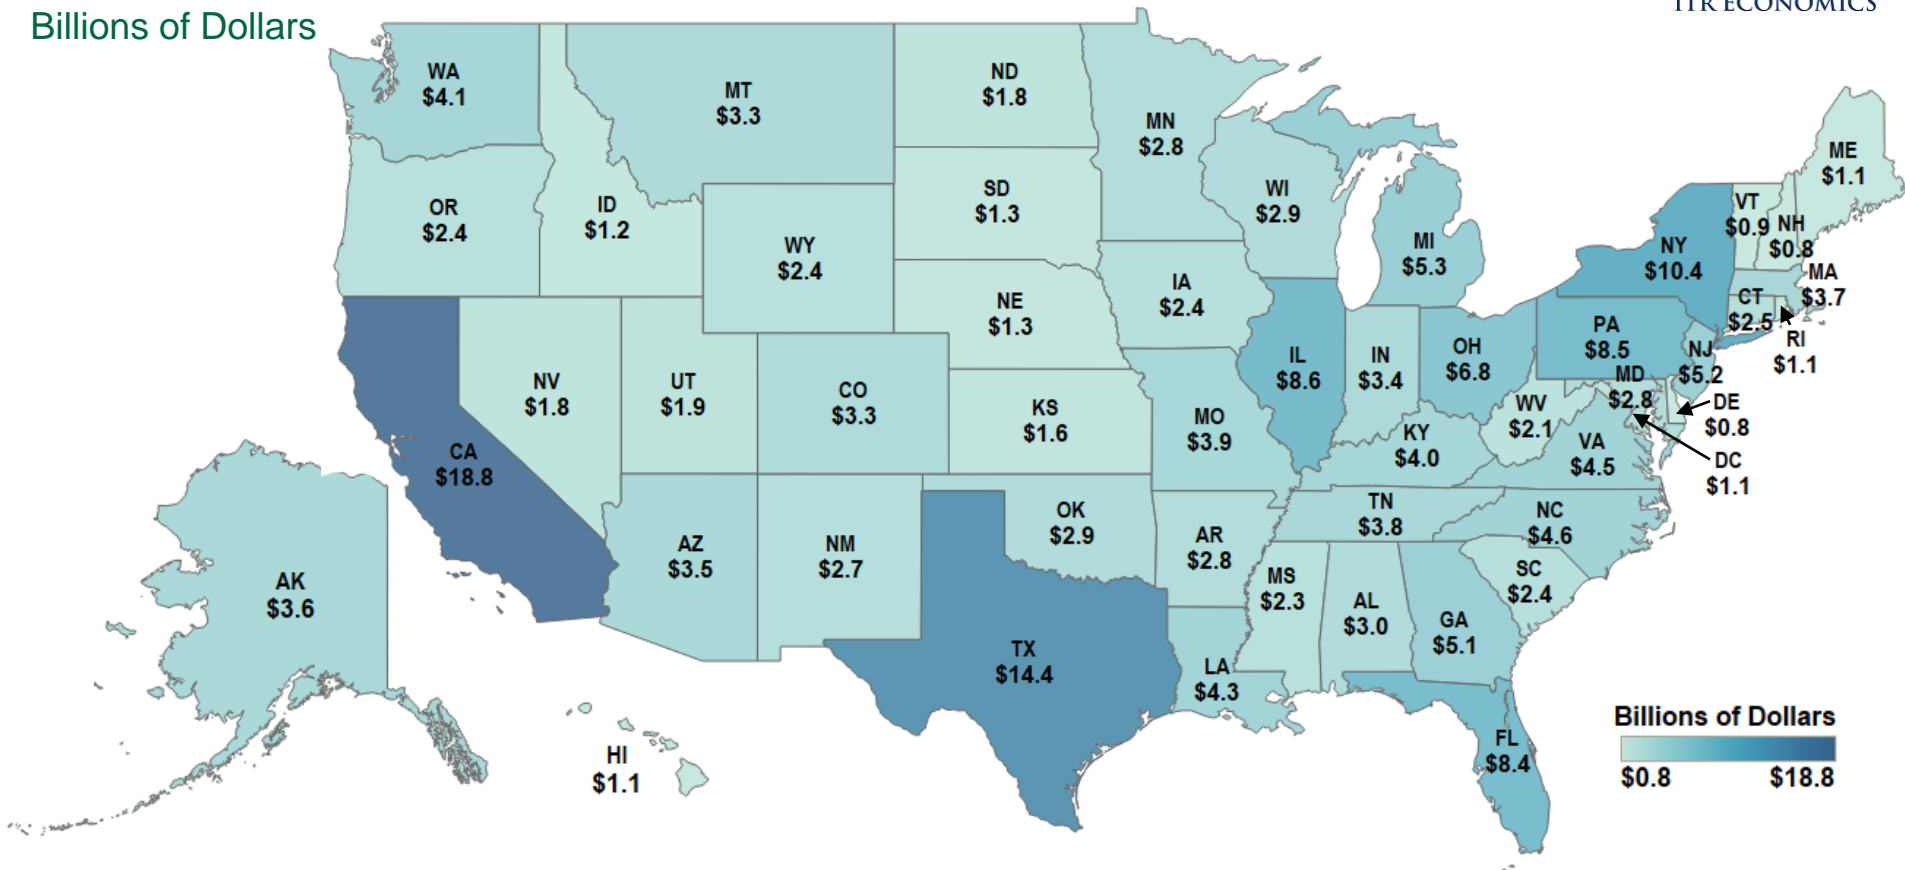 ITR ECONOMICS
Billions of Dollars
WA
$4.1
MT
$3.3
ND
$1.8
MN
$2.8
ME
$1.1
OR
$2.4
ID
$1.2
WY
$2.4
SD
$1.3
WI
$2.9
MI
$5.3
NY
$10.4
VT
$0.9
NH
$0.8
MA
$3.7
CT
$2.5
RI
$1.1
NE
$1.3
IA
$2.4
IL
$8.6
IN
$3.4
OH
$6.8
PA
$8.5
NJ
$5.2
MD
$2.8
DE
$0.8
DC
$1.1
NV
$1.8
UT
$1.9
CO
$3.3
KS
$1.6
MO
$3.9
KY
$4.0
WV
$2.1
VA
$4.5
CA
$18.8
AZ
$3.5
NM
$2.7
OK
$2.9
AR
$2.8
TN
$3.8
NC
$4.6
SC
$2.4
MS
$2.3
AL
$3.0
GA
$5.1
AK
$3.6
TX
$14.4
LA
$4.3
FL
$8.4
HI
$1.1
Billions of Dollars
$0.8 $18.8